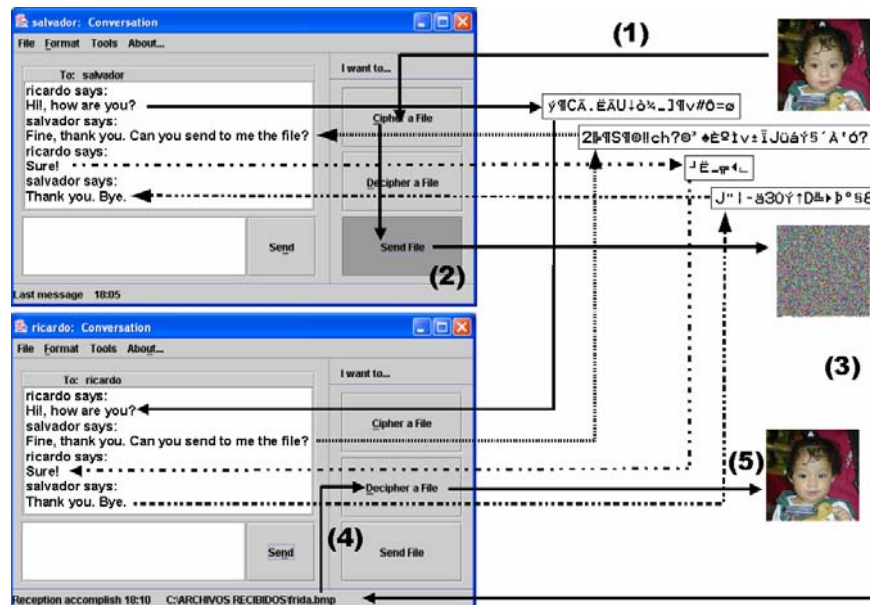 salvador: Conversation
File Format Tools About...
To: salvador
ricardo says:
Hi!, how are you?
salvador says:
Fine, thank you. Can you send to me the file?
ricardo says:
Sure!
salvador says:
Thank you. Bye.
Send
I want to...
Cipher a File
Decipher a File
Send File
Last message 18:05
(1)
(2)
(3)
ricardo: Conversation
File Format Tools About...
To: ricardo
ricardo says:
Hi!, how are you?
salvador says:
Fine, thank you. Can you send to me the file?
ricardo says:
Sure!
salvador says:
Thank you. Bye.
Send
I want to...
Cipher a File
Decipher a File
Send File
(4)
(5)
Reception accomplish 18:10 C:\ARCHIVOS RECIBIDOS\frida.bmp